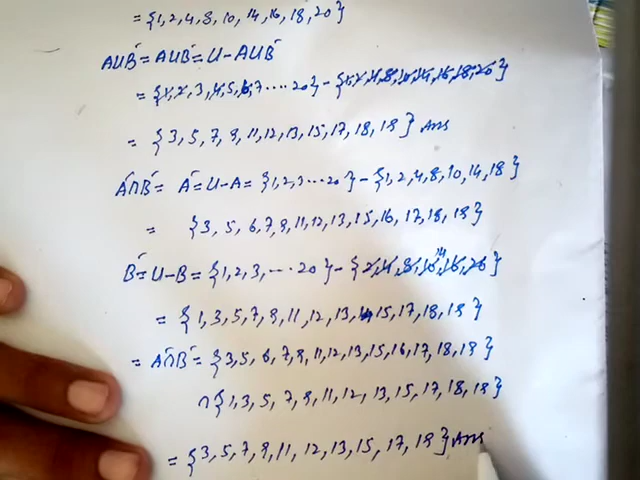 = {1,2,4,8,10,14,16,18,20}
A∪B′ = A∪B′ = U - A∪B′
= {1,2,3,4,5,6,7....20} - {1,2,4,8,10,14,16,18,20}
= {3,5,7,9,11,12,13,15,17,18,19} Ans
A′∩B′ = A′ = U-A = {1,2,3...20} - {1,2,4,8,10,14,18}
= {3, 5, 6,7,9,11,12,13,15,16, 17,18,19}
B′ = U-B = {1,2,3,....20} - {2,4,8,10,14,16,20}
= {1,3,5,7,9,11,12,13,15,17,18,19}
= A′∩B′ = {3,5,6,7,9,11,12,13,15,16,17,18,19}
∩ {1,3,5,7,9,11,12,13,15,17,18,19}
= {3,5,7,9,11,12,13,15,17,19} Ans